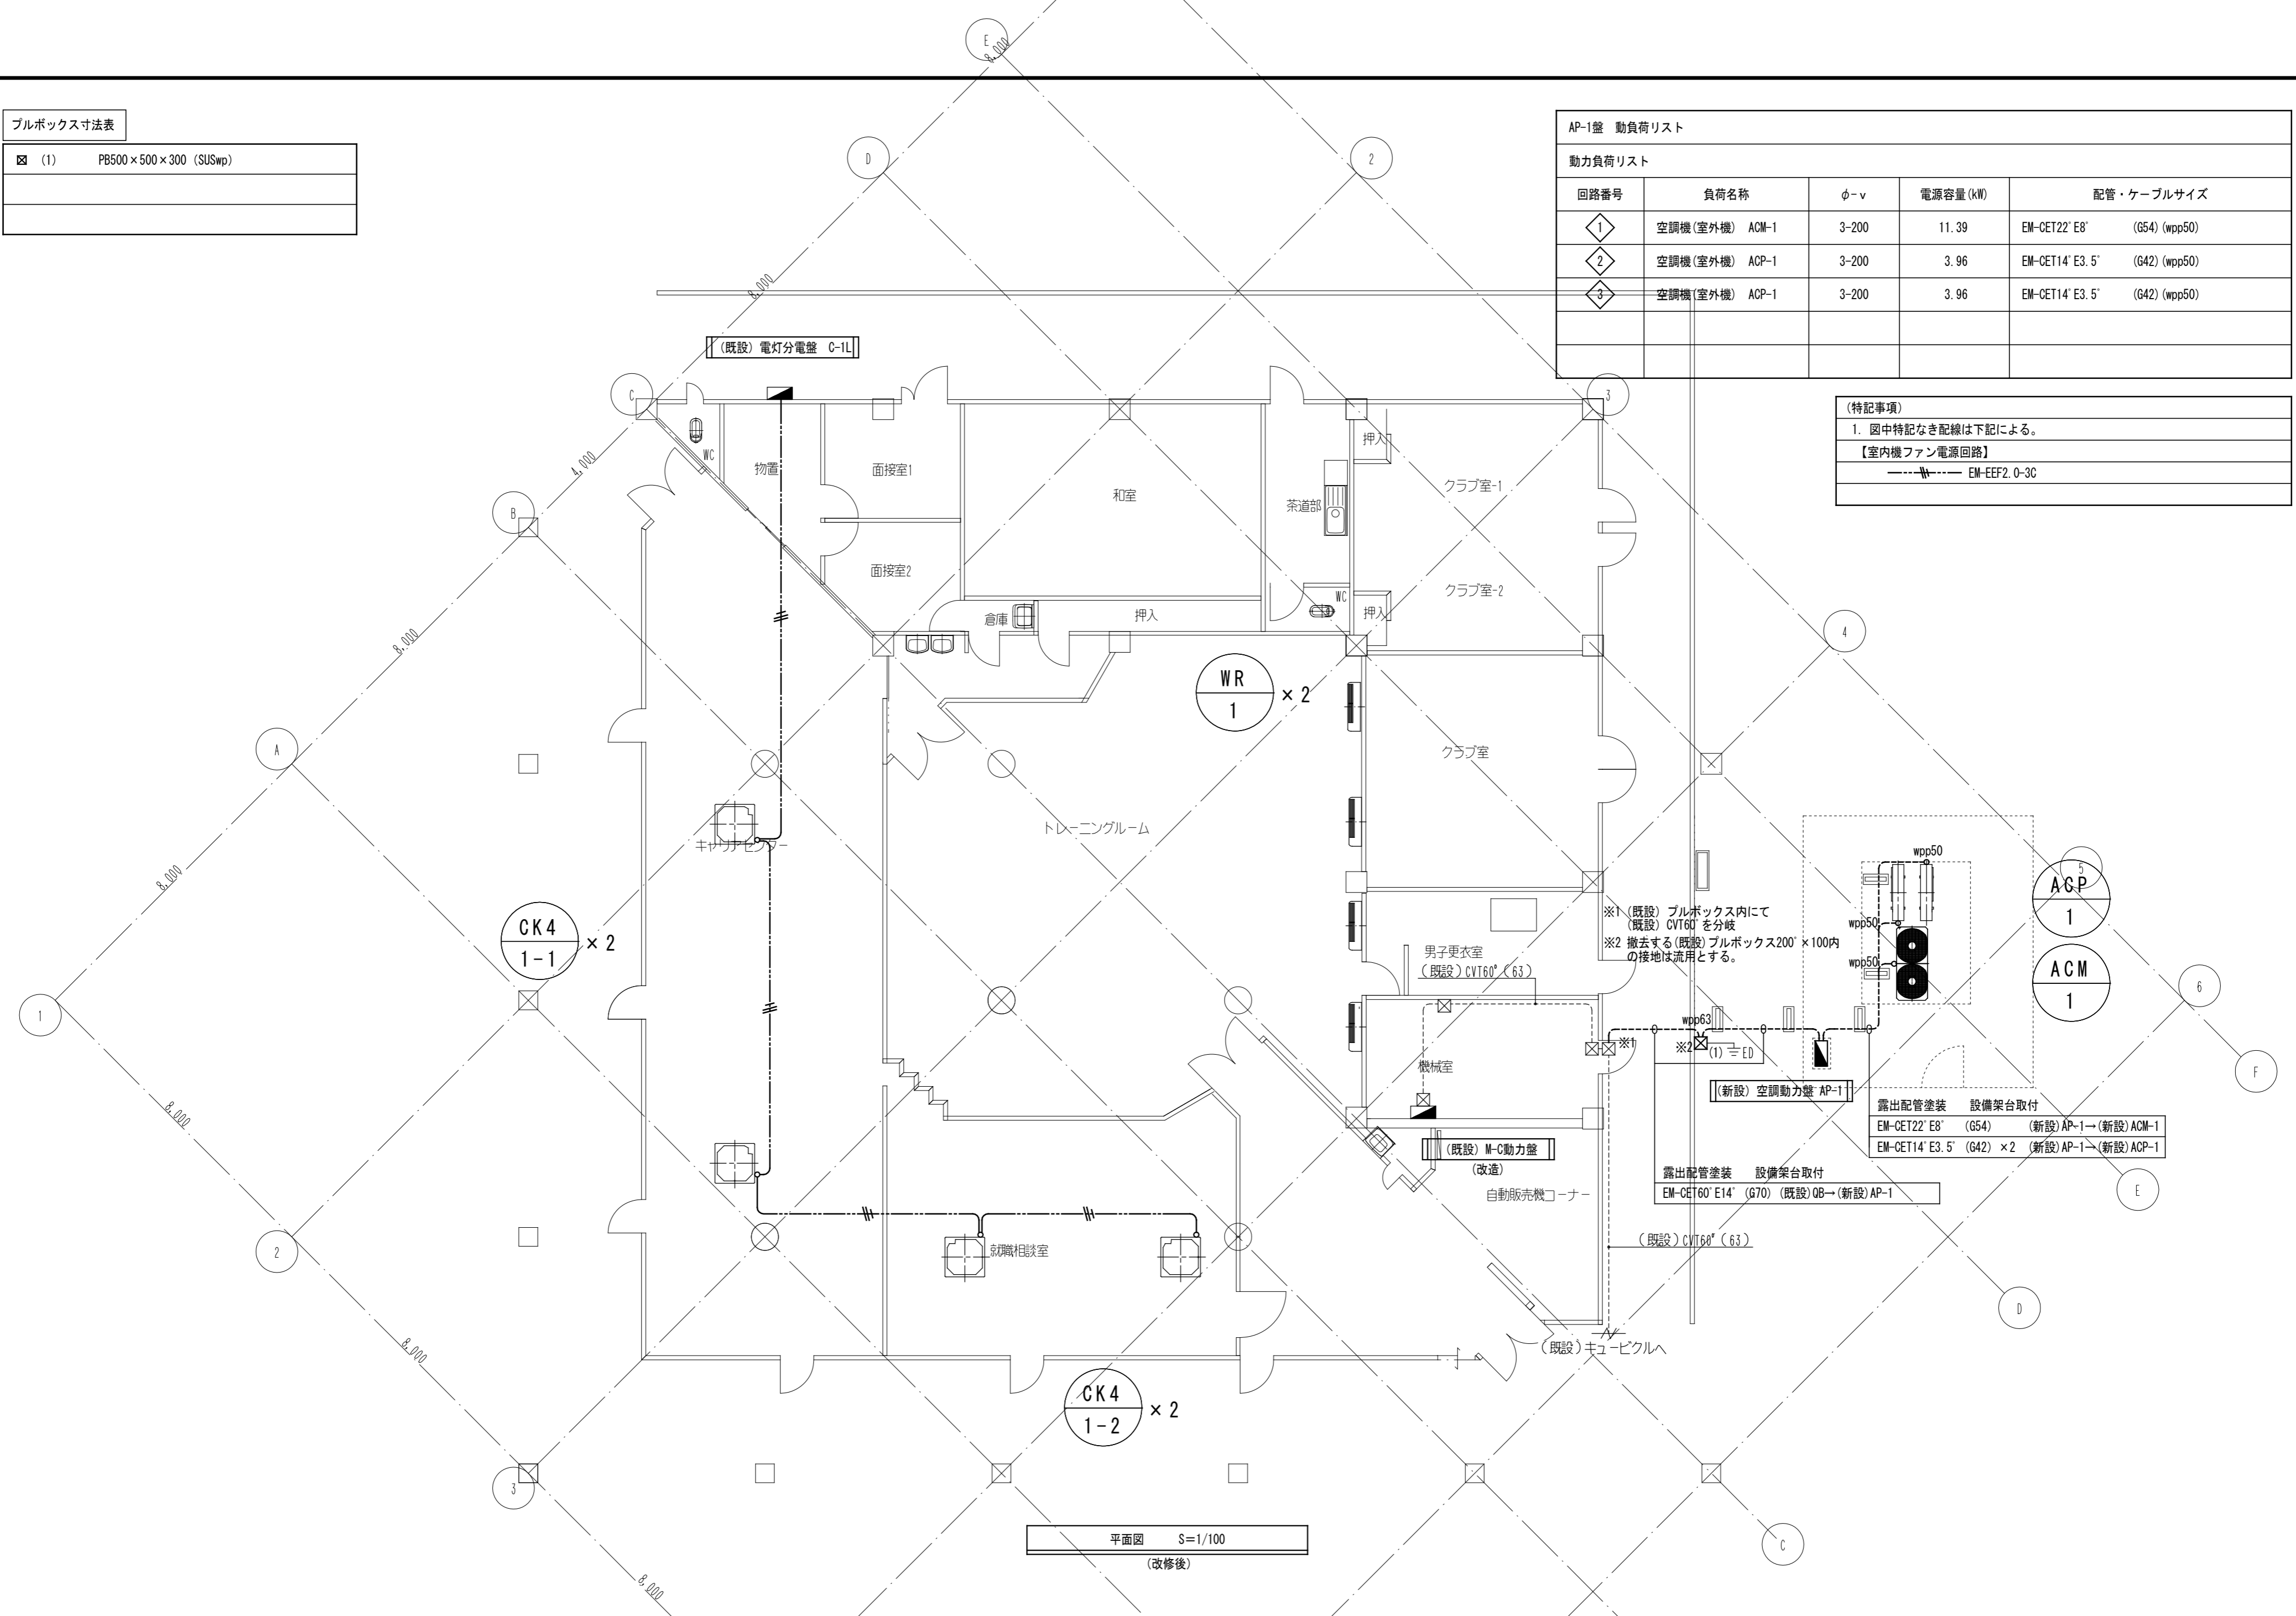 プルボックス寸法表
(1) PB500×500×300 (SUSwp)
AP-1盤 動負荷リスト
動力負荷リスト
回路番号 負荷名称 φ-v 電源容量(kW) 配管・ケーブルサイズ
1 空調機(室外機) ACM-1 3-200 11.39 EM-CET22゜E8゜ (G54)(wpp50)
2 空調機(室外機) ACP-1 3-200 3.96 EM-CET14゜E3.5゜ (G42)(wpp50)
3 空調機(室外機) ACP-1 3-200 3.96 EM-CET14゜E3.5゜ (G42)(wpp50)
(特記事項)
1. 図中特記なき配線は下記による。
【室内機ファン電源回路】
EM-EEF2.0-3C
E
8,000
D
2
8,000
(既設) 電灯分電盤 C-1L
C
3
4,000
WC
物置
面接室1
和室
茶道部
押入
クラブ室-1
B
面接室2
クラブ室-2
WC
倉庫
押入
押入
8,000
4
WR
1
×2
A
クラブ室
トレーニングルーム
キャリアセンター
8,000
wpp50
5
ACP
1
CK4
1-1
×2
※1 (既設) プルボックス内にて
(既設) CVT60゜を分岐
※2 撤去する(既設)プルボックス200゜×100内
の接地は流用とする。
wpp50
wpp50
男子更衣室
(既設)CVT60°(63)
ACM
1
6
1
wpp63
※1
※2
(1)
ED
機械室
F
(新設) 空調動力盤 AP-1
8,000
露出配管塗装 設備架台取付
EM-CET22゜E8゜ (G54) (新設)AP-1→(新設)ACM-1
EM-CET14゜E3.5゜ (G42) ×2 (新設)AP-1→(新設)ACP-1
(既設) M-C動力盤
(改造)
露出配管塗装 設備架台取付
EM-CET60゜E14゜ (G70) (既設)QB→(新設)AP-1
自動販売機コーナー
E
2
就職相談室
(既設)CVT60°(63)
D
8,000
(既設)キュービクルへ
CK4
1-2
×2
3
平面図 S=1/100
(改修後)
C
8,000